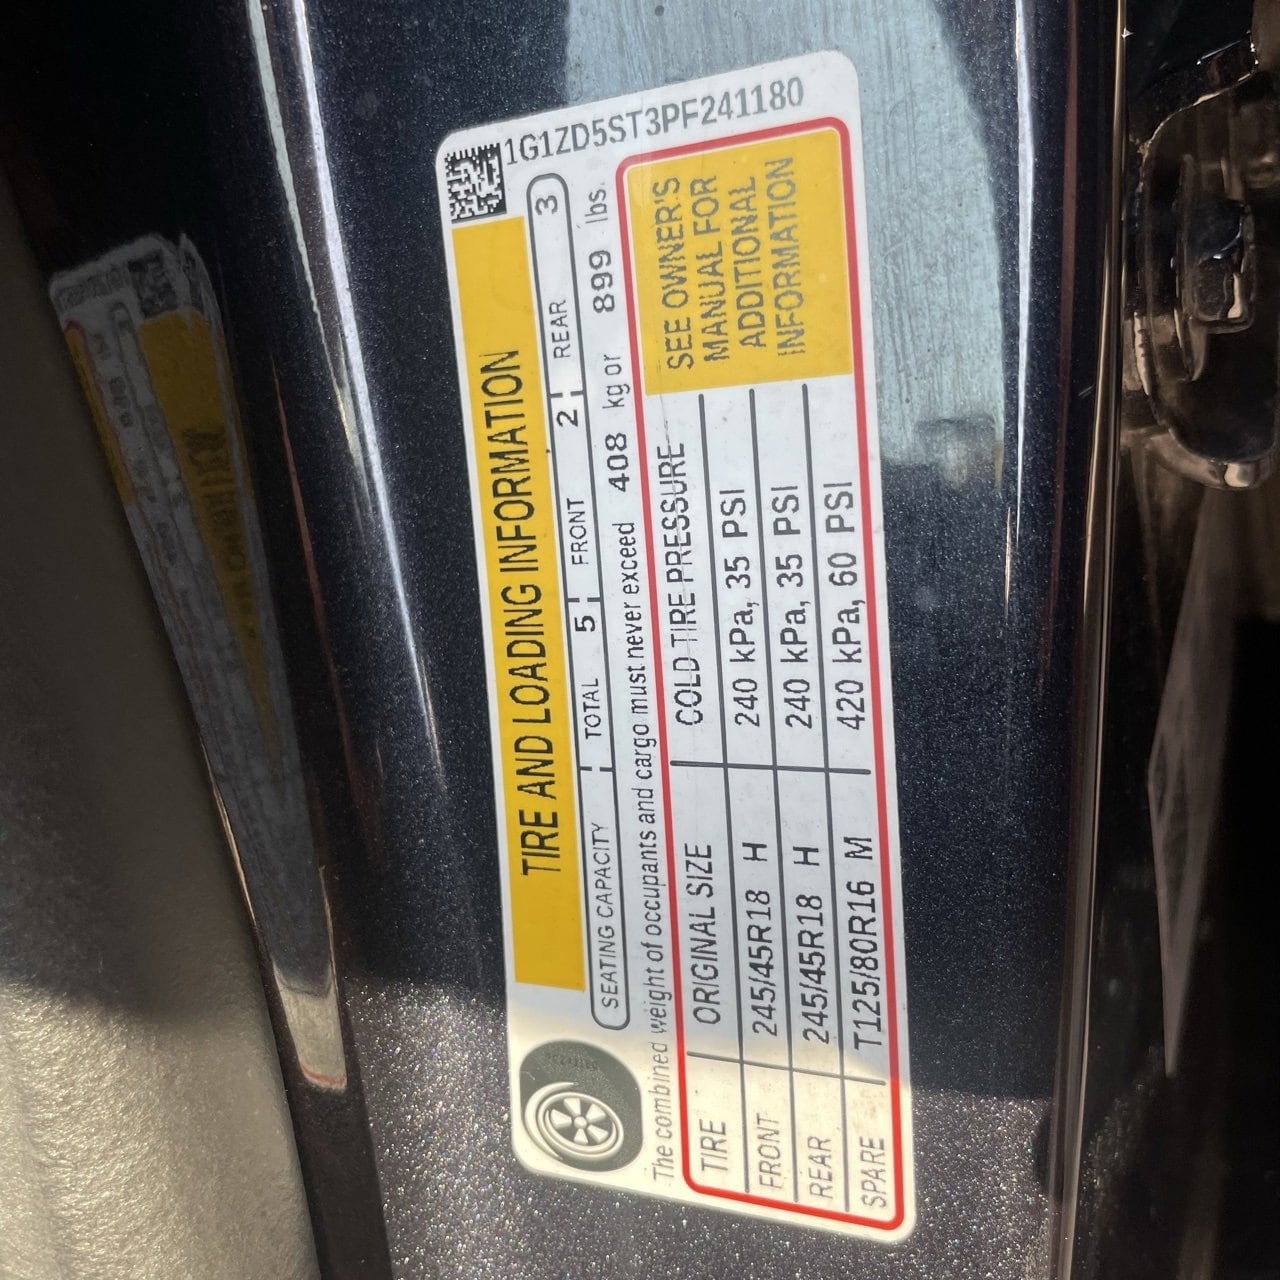 1G1ZD5ST3PF241180
TIRE AND LOADING INFORMATION
SEATING CAPACITY TOTAL 5 FRONT 2 REAR 3
The combined weight of occupants and cargo must never exceed 408 kg or 899 lbs.
TIRE ORIGINAL SIZE COLD TIRE PRESSURE
FRONT 245/45R18 H 240 kPa, 35 PSI
REAR 245/45R18 H 240 kPa, 35 PSI
SPARE T125/80R16 M 420 kPa, 60 PSI
SEE OWNER'S
MANUAL FOR
ADDITIONAL
INFORMATION